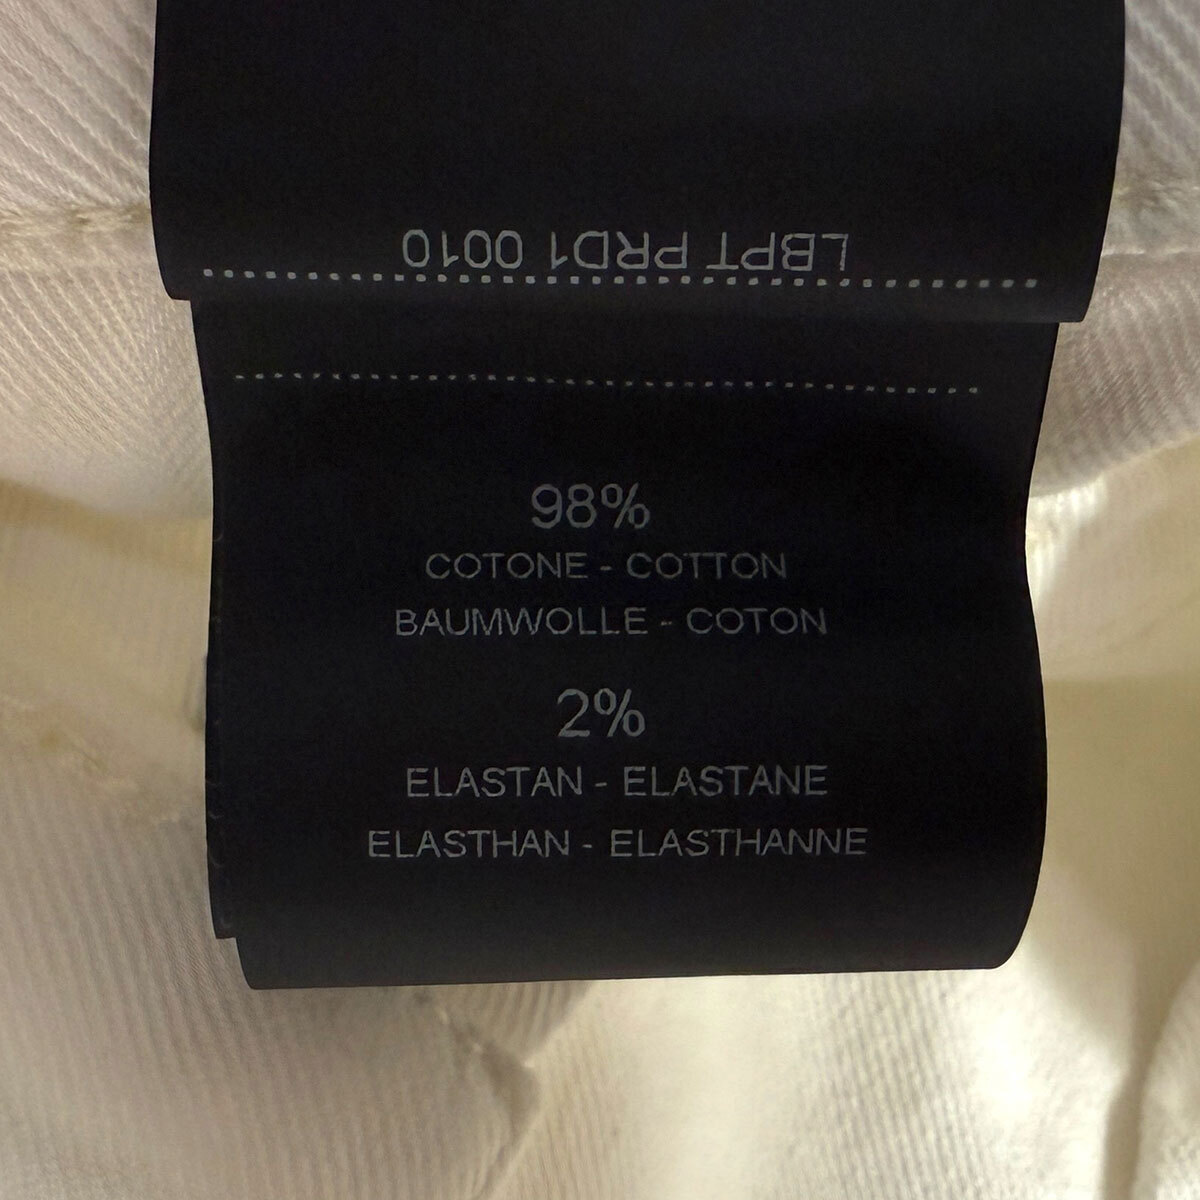 LBPT PRD1 0010
98%
COTONE - COTTON
BAUMWOLLE - COTON
2%
ELASTAN - ELASTANE
ELASTHAN - ELASTHANNE